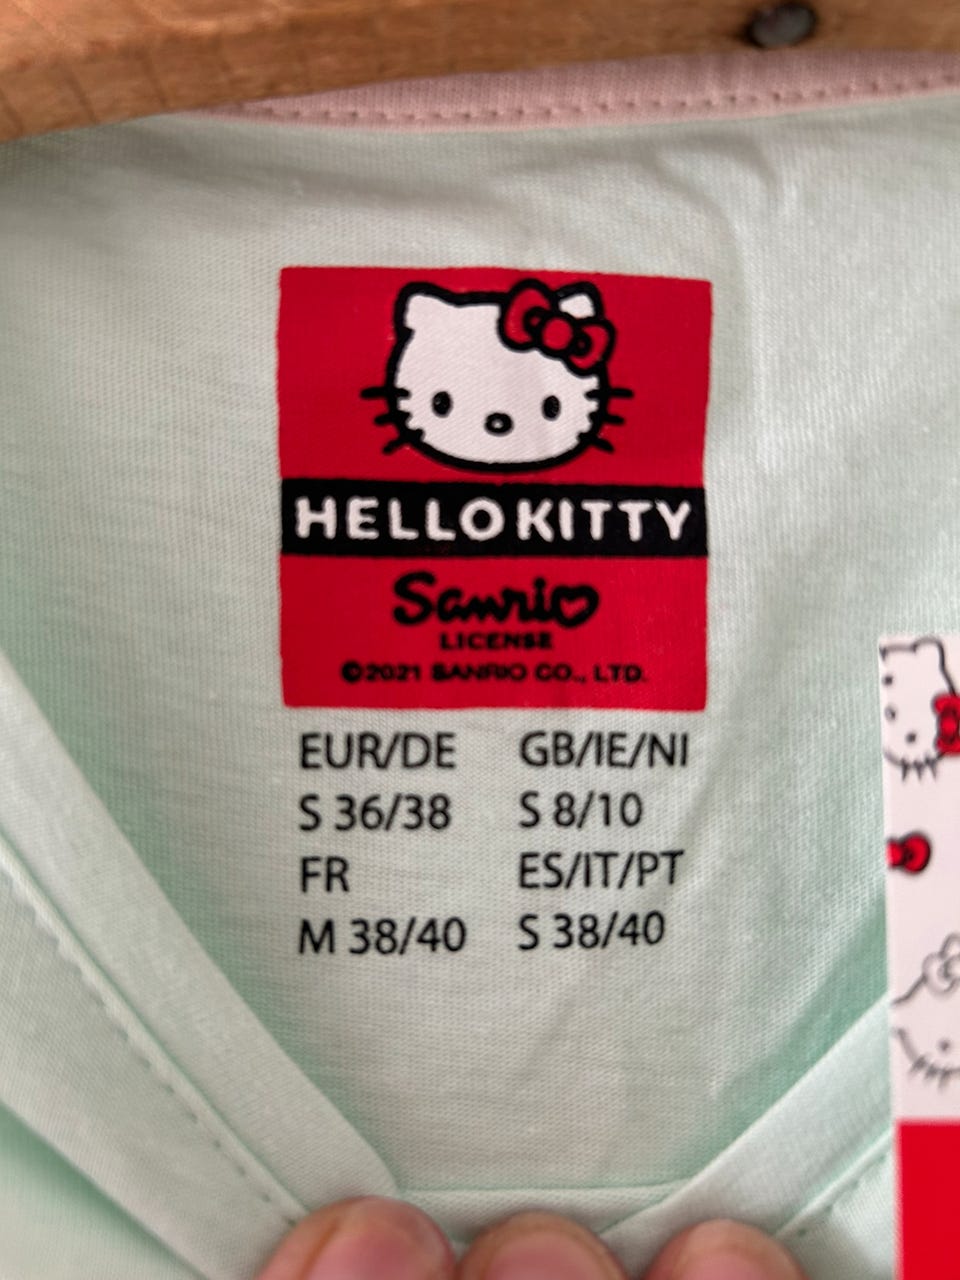 HELLO KITTY
Sanrio
LICENSE
©2021 SANRIO CO., LTD.
EUR/DE GB/IE/NI
S 36/38 S 8/10
FR ES/IT/PT
M 38/40 S 38/40